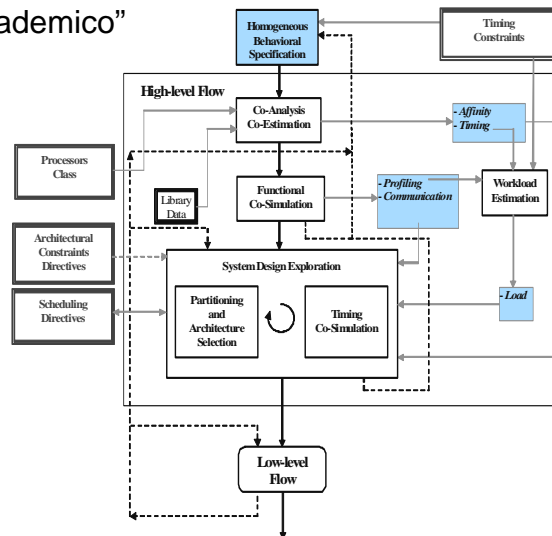 ademico”
Homogeneous
Behavioral
Specification
Timing
Constraints
High-level Flow
Co-Analysis
Co-Estimation
- Affinity
- Timing
Processors
Class
Library
Data
Functional
Co-Simulation
- Profiling
- Communication
Workload
Estimation
Architectural
Constraints
Directives
System Design Exploration
Scheduling
Directives
Partitioning
and
Architecture
Selection
Timing
Co-Simulation
- Load
Low-level
Flow